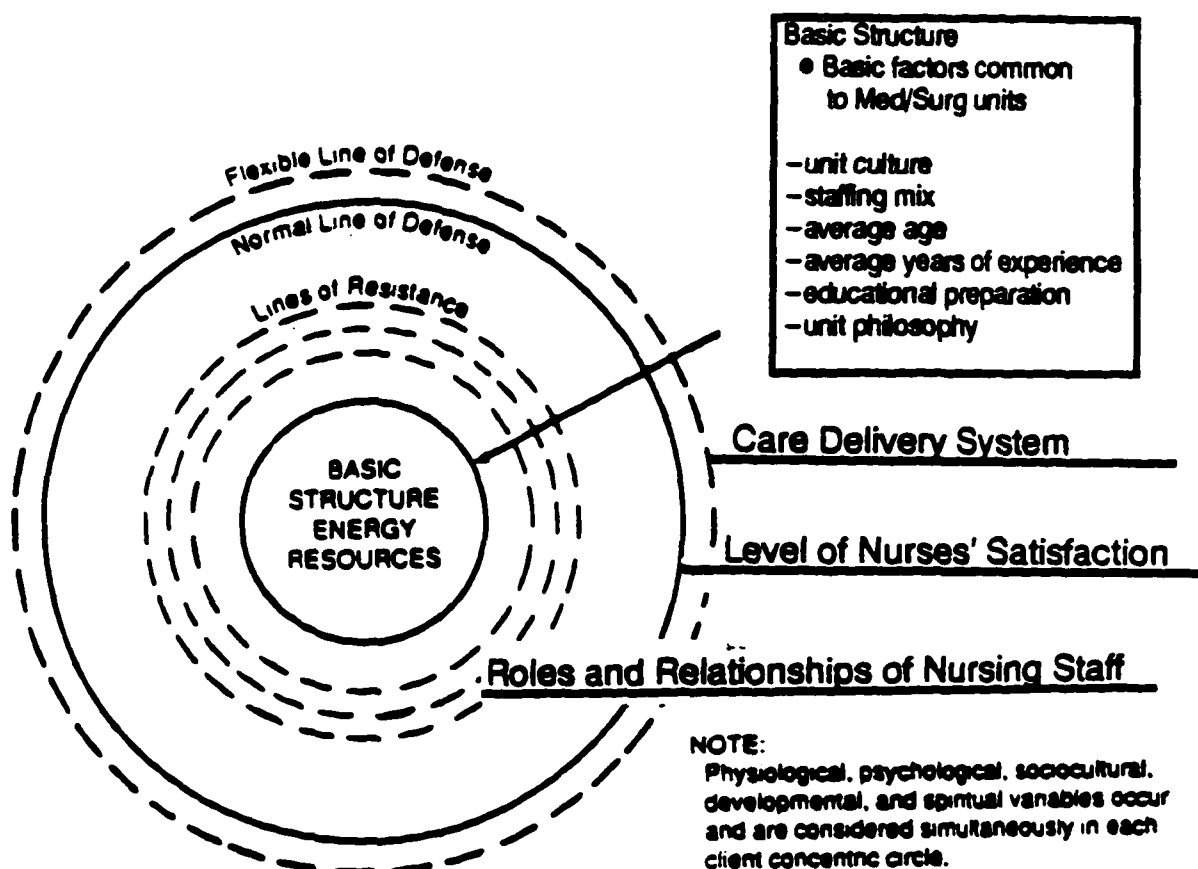 Basic Structure
● Basic factors common
to Med/Surg units
–unit culture
–staffing mix
–average age
–average years of experience
–educational preparation
–unit philosophy
Flexible Line of Defense
Normal Line of Defense
Lines of Resistance
BASIC
STRUCTURE
ENERGY
RESOURCES
Care Delivery System
Level of Nurses' Satisfaction
Roles and Relationships of Nursing Staff
NOTE:
Physiological, psychological, sociocultural,
developmental, and spiritual variables occur
and are considered simultaneously in each
client concentric circle.